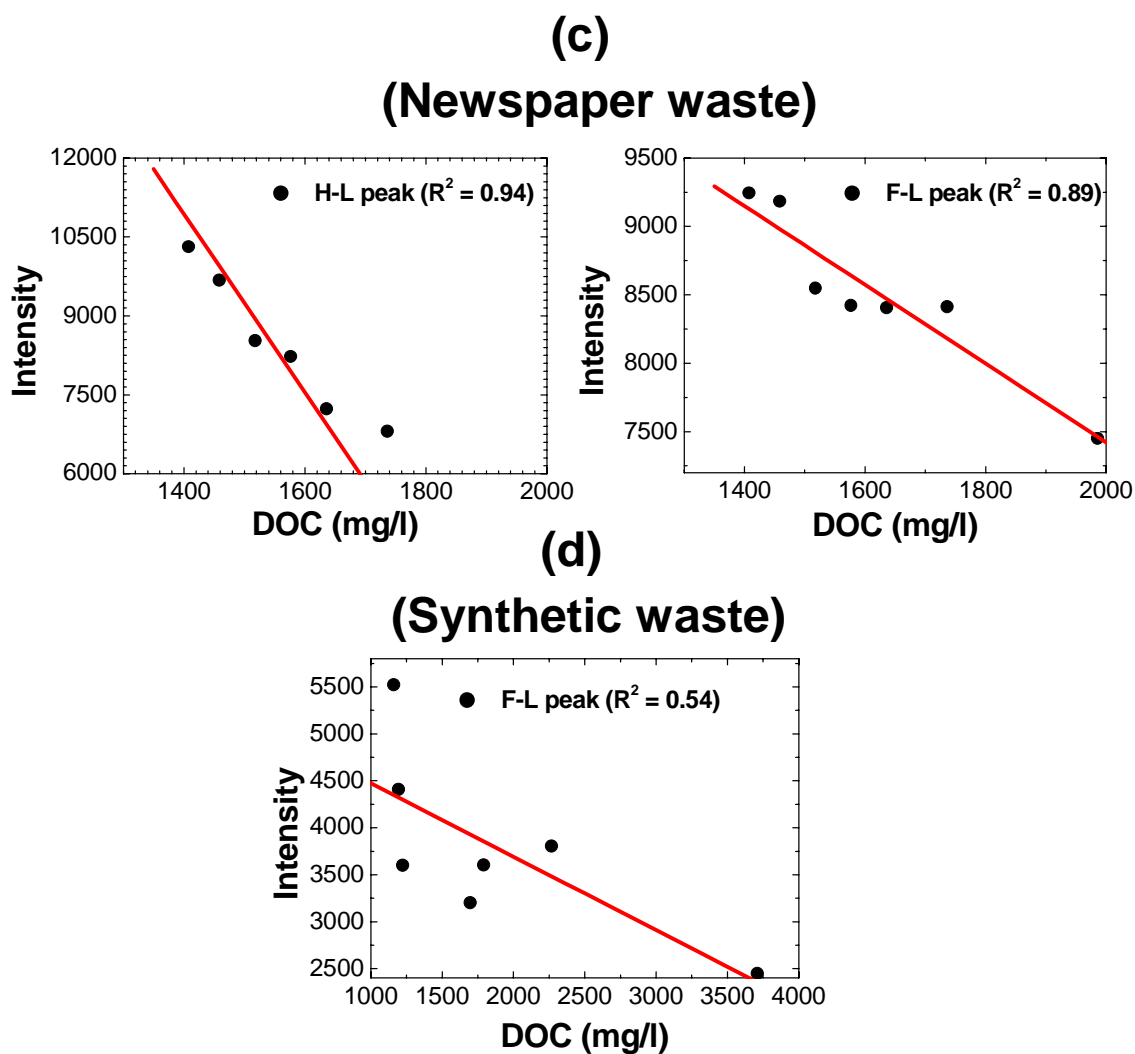 (c)
(Newspaper waste)
12000
10500
9000
7500
6000
Intensity
H-L peak (R² = 0.94)
1400 1600 1800 2000
DOC (mg/l)
9500
9000
8500
8000
7500
Intensity
F-L peak (R² = 0.89)
1400 1600 1800 2000
DOC (mg/l)
(d)
(Synthetic waste)
5500
5000
4500
4000
3500
3000
2500
Intensity
F-L peak (R² = 0.54)
1000 1500 2000 2500 3000 3500 4000
DOC (mg/l)